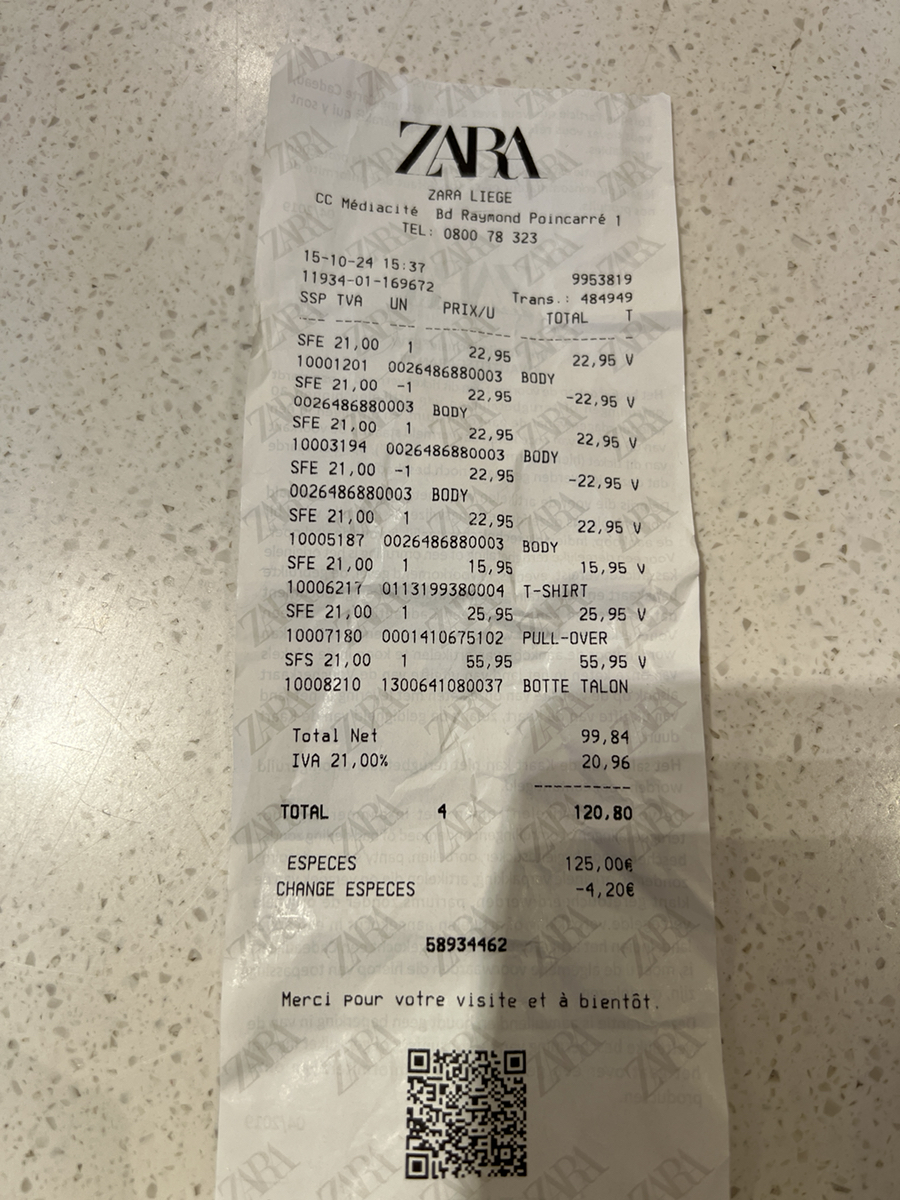 ZARA
ZARA LIEGE
CC Médiacité Bd Raymond Poincarré 1
TEL: 0800 78 323
15-10-24 15:37
11934-01-169672 9953819
Trans.: 484949
SSP TVA UN PRIX/U TOTAL T
SFE 21,00 1 22,95 22,95 V
10001201 0026486880003 BODY
SFE 21,00 -1 22,95 -22,95 V
0026486880003 BODY
SFE 21,00 1 22,95 22,95 V
10003194 0026486880003 BODY
SFE 21,00 -1 22,95 -22,95 V
0026486880003 BODY
SFE 21,00 1 22,95 22,95 V
10005187 0026486880003 BODY
SFE 21,00 1 15,95 15,95 V
10006217 0113199380004 T-SHIRT
SFE 21,00 1 25,95 25,95 V
10007180 0001410675102 PULL-OVER
SFS 21,00 1 55,95 55,95 V
10008210 1300641080037 BOTTE TALON
Total Net 99,84
IVA 21,00% 20,96
TOTAL 4 120,80
ESPECES 125,00€
CHANGE ESPECES -4,20€
58934462
Merci pour votre visite et à bientôt.